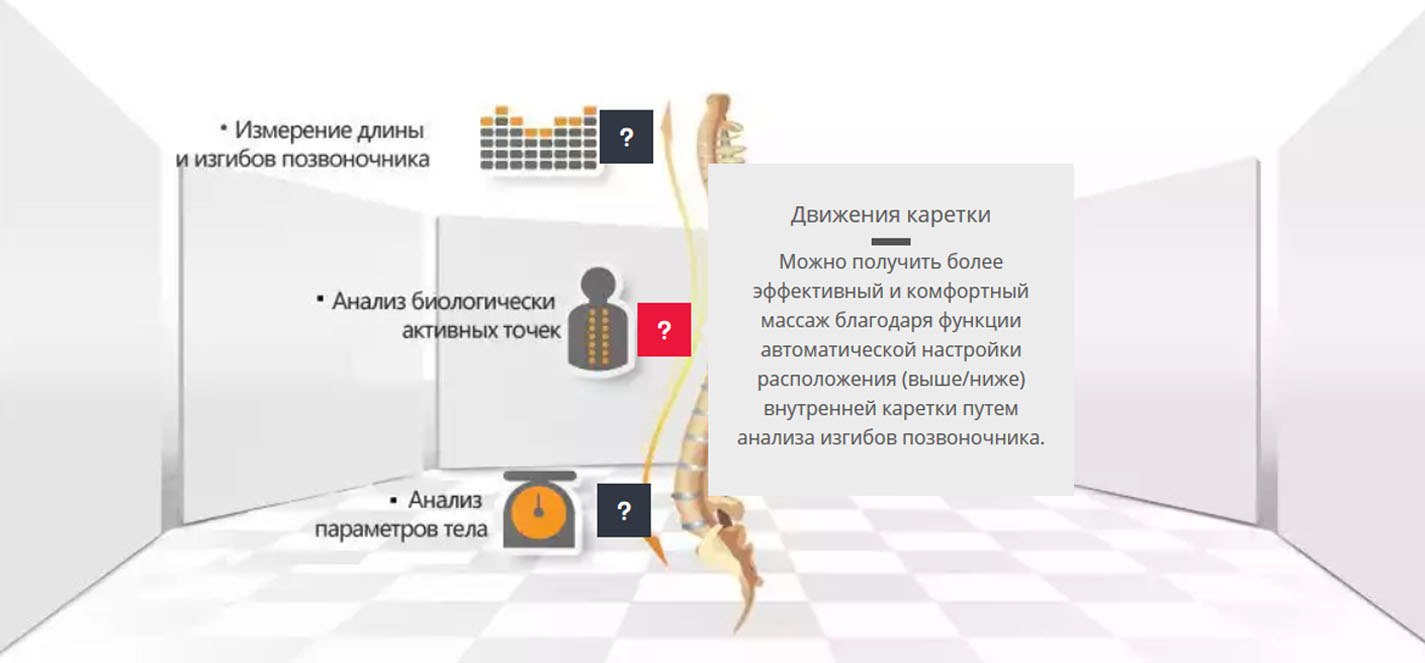 · Измерение длины
и изгибов позвоночника
?
▪ Анализ биологически
активных точек
?
▪ Анализ
параметров тела
?
Движения каретки
Можно получить более
эффективный и комфортный
массаж благодаря функции
автоматической настройки
расположения (выше/ниже)
внутренней каретки путем
анализа изгибов позвоночника.